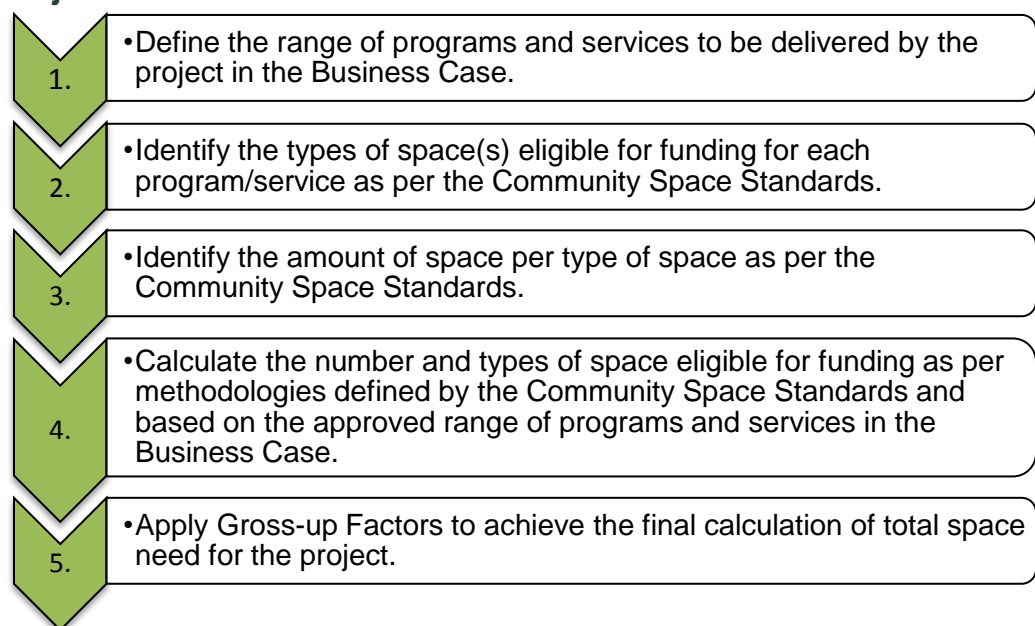 1.
•Define the range of programs and services to be delivered by the
project in the Business Case.
2.
•Identify the types of space(s) eligible for funding for each
program/service as per the Community Space Standards.
3.
•Identify the amount of space per type of space as per the
Community Space Standards.
4.
•Calculate the number and types of space eligible for funding as per
methodologies defined by the Community Space Standards and
based on the approved range of programs and services in the
Business Case.
5.
•Apply Gross-up Factors to achieve the final calculation of total space
need for the project.